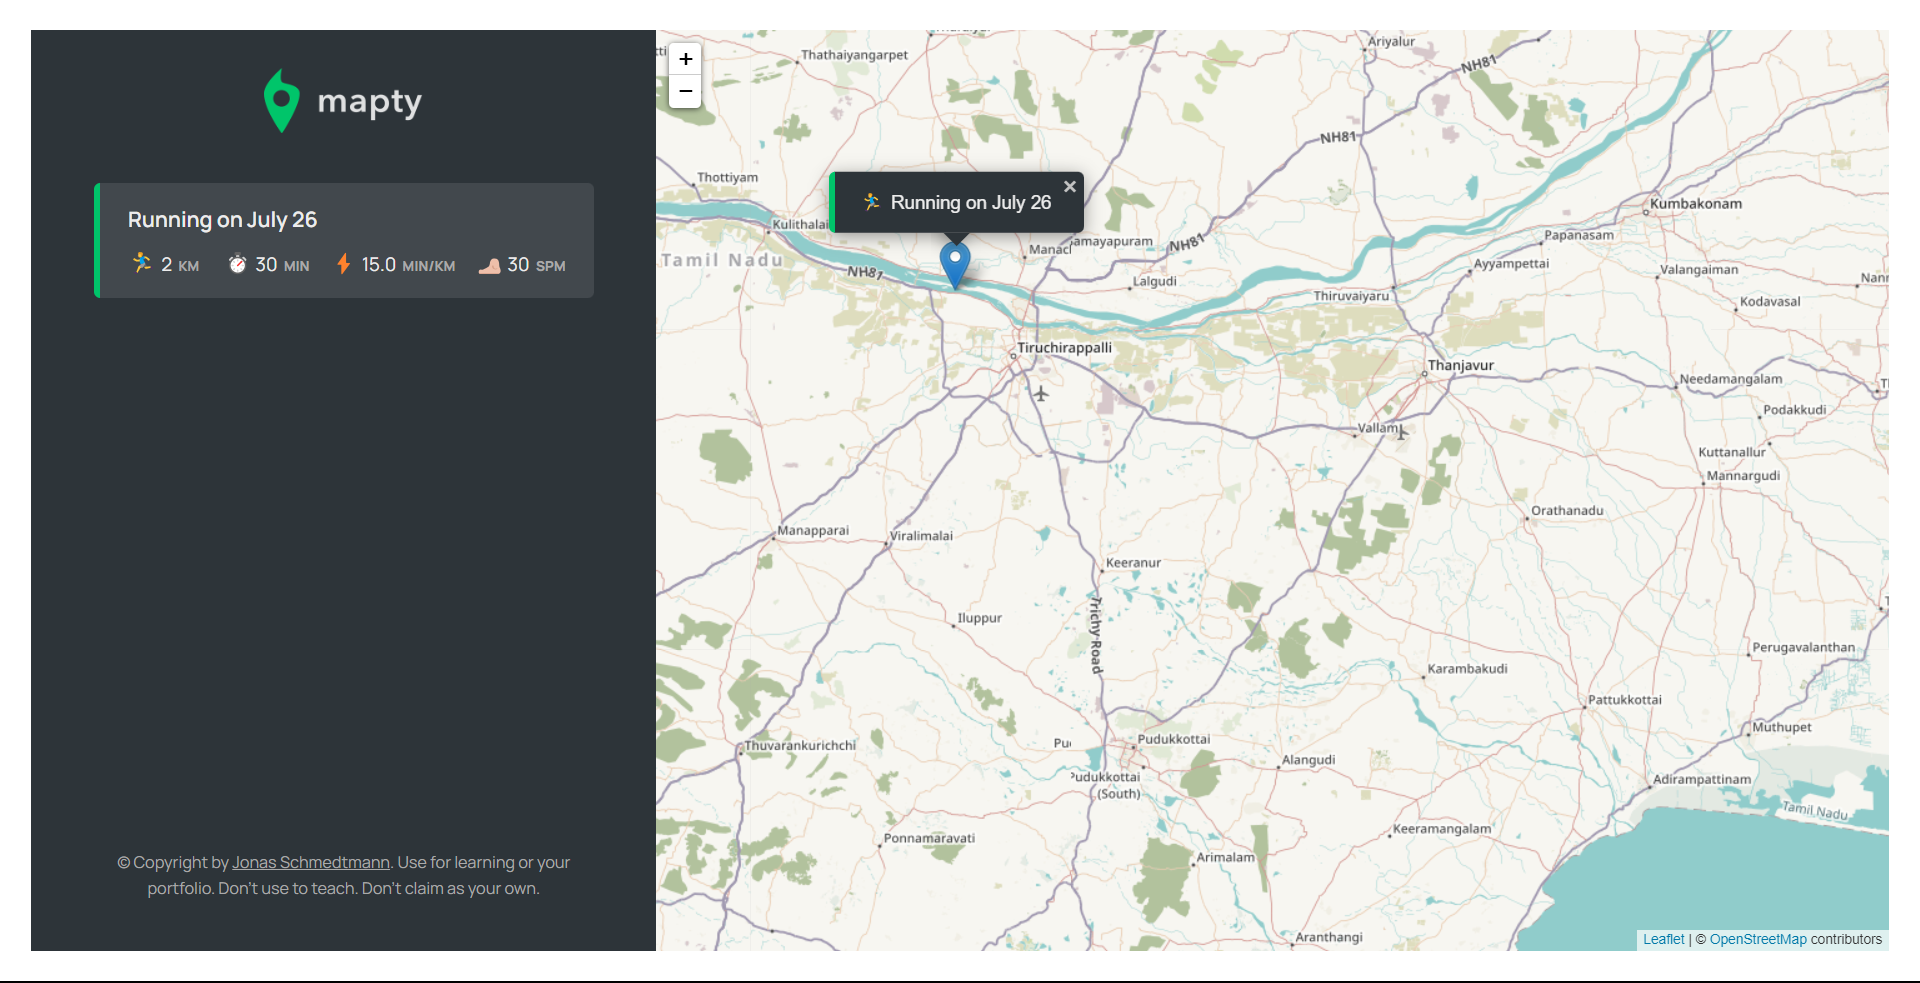 mapty
Running on July 26
2 KM 30 MIN 15.0 MIN/KM 30 SPM
© Copyright by Jonas Schmedtmann. Use for learning or your
portfolio. Don't use to teach. Don't claim as your own.
+
−
Thathaiyangarpet
Ariyalur
NH81
NH81
Thottiyam
×
Running on July 26
Kumbakonam
Kulithalai
Papanasam
Manacl
amayapuram
NH81
Tamil Nadu
NH81
Ayyampettai
Valangaiman
Lalgudi
Thiruvaiyaru
Kodavasal
Nann
Tiruchirappalli
Thanjavur
Needamangalam
Podakkudi
Vallam
Kuttanallur
Mannargudi
Orathanadu
Manapparai
Viralimalai
Keeranur
Trichy Road
Iluppur
Perugavalanthan
Karambakudi
Pattukkottai
Muthupet
Thuvarankurichchi
Pu
Pudukkottai
Alangudi
Pudukkottai
(South)
Adirampattinam
Tamil Nadu
Ponnamaravati
Keeramangalam
Arimalam
Aranthangi
Leaflet | © OpenStreetMap contributors